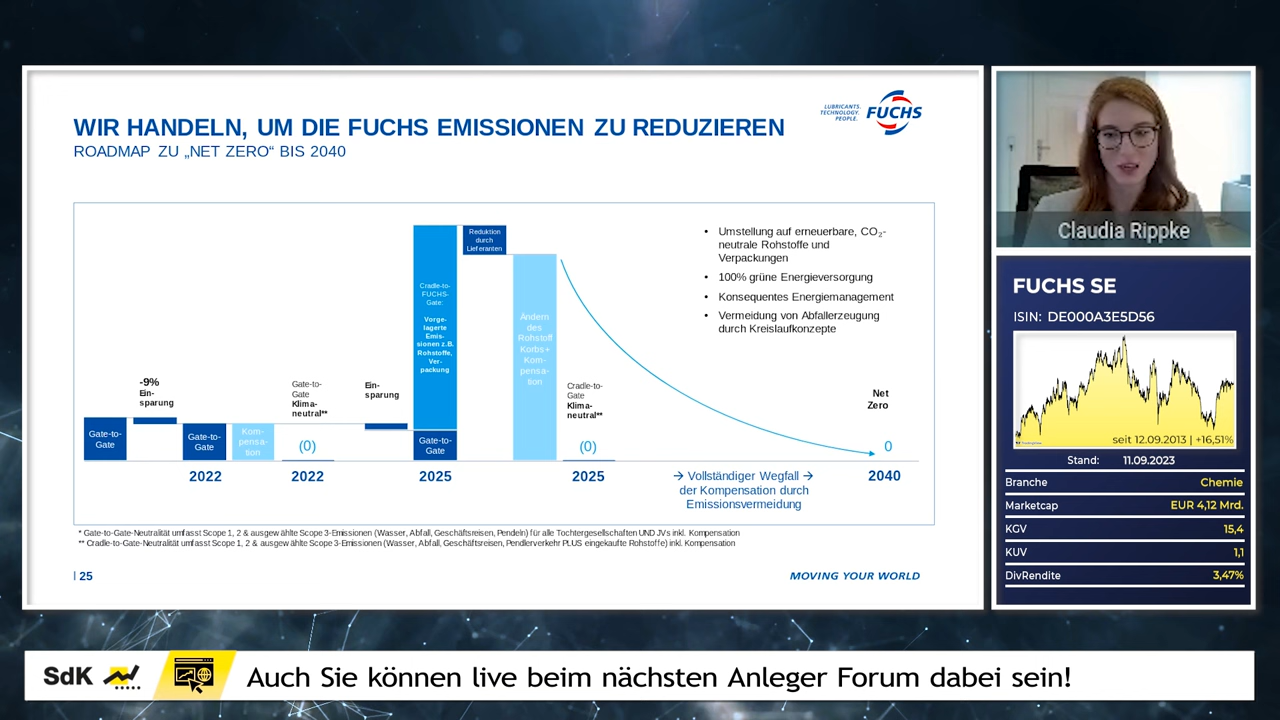 WIR HANDELN, UM DIE FUCHS EMISSIONEN ZU REDUZIEREN
ROADMAP ZU „NET ZERO“ BIS 2040
LUBRICANTS.
TECHNOLOGY.
PEOPLE.
FUCHS
-9%
Ein-
sparung
Gate-to-
Gate
Gate-to-
Gate
Kom-
pensa-
tion
Gate-to-
Gate
Klima-
neutral**
(0)
Ein-
sparung
Cradle-to-
FUCHS-
Gate:
Vorge-
lagerte
Emis-
sionen z.B.
Rohstoffe,
Ver-
packung
Gate-to-
Gate
Reduktion
durch
Lieferanten
Ändern
des
Rohstoff
Korbs+
Kom-
pensa-
tion
Cradle-to-
Gate
Klima-
neutral**
(0)
• Umstellung auf erneuerbare, CO₂-
neutrale Rohstoffe und
Verpackungen
• 100% grüne Energieversorgung
• Konsequentes Energiemanagement
• Vermeidung von Abfallerzeugung
durch Kreislaufkonzepte
Net
Zero
0
2022
2022
2025
2025
→ Vollständiger Wegfall →
der Kompensation durch
Emissionsvermeidung
2040
* Gate-to-Gate-Neutralität umfasst Scope 1, 2 & ausgewählte Scope 3-Emissionen (Wasser, Abfall, Geschäftsreisen, Pendeln) für alle Tochtergesellschaften UND JVs inkl. Kompensation
** Cradle-to-Gate-Neutralität umfasst Scope 1, 2 & ausgewählte Scope 3-Emissionen (Wasser, Abfall, Geschäftsreisen, Pendlerverkehr PLUS eingekaufte Rohstoffe) inkl. Kompensation
| 25
MOVING YOUR WORLD
Claudia Rippke
FUCHS SE
ISIN: DE000A3E5D56
seit 12.09.2013 | +16,51%
Stand: 11.09.2023
Branche Chemie
Marketcap EUR 4,12 Mrd.
KGV 15,4
KUV 1,1
DivRendite 3,47%
SdK
Auch Sie können live beim nächsten Anleger Forum dabei sein!